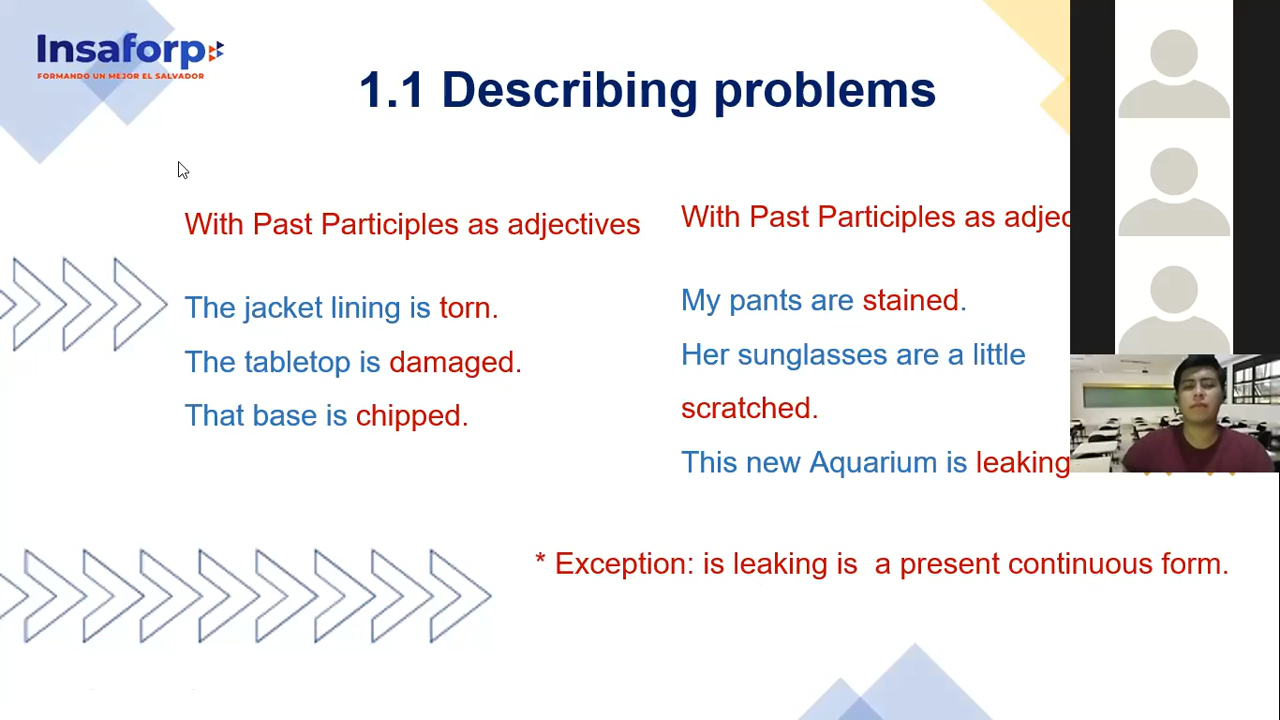 Insaforp
FORMANDO UN MEJOR EL SALVADOR
1.1 Describing problems
With Past Participles as adjectives
The jacket lining is torn.
The tabletop is damaged.
That base is chipped.
With Past Participles as adjec
My pants are stained.
Her sunglasses are a little
scratched.
This new Aquarium is leaking
* Exception: is leaking is a present continuous form.